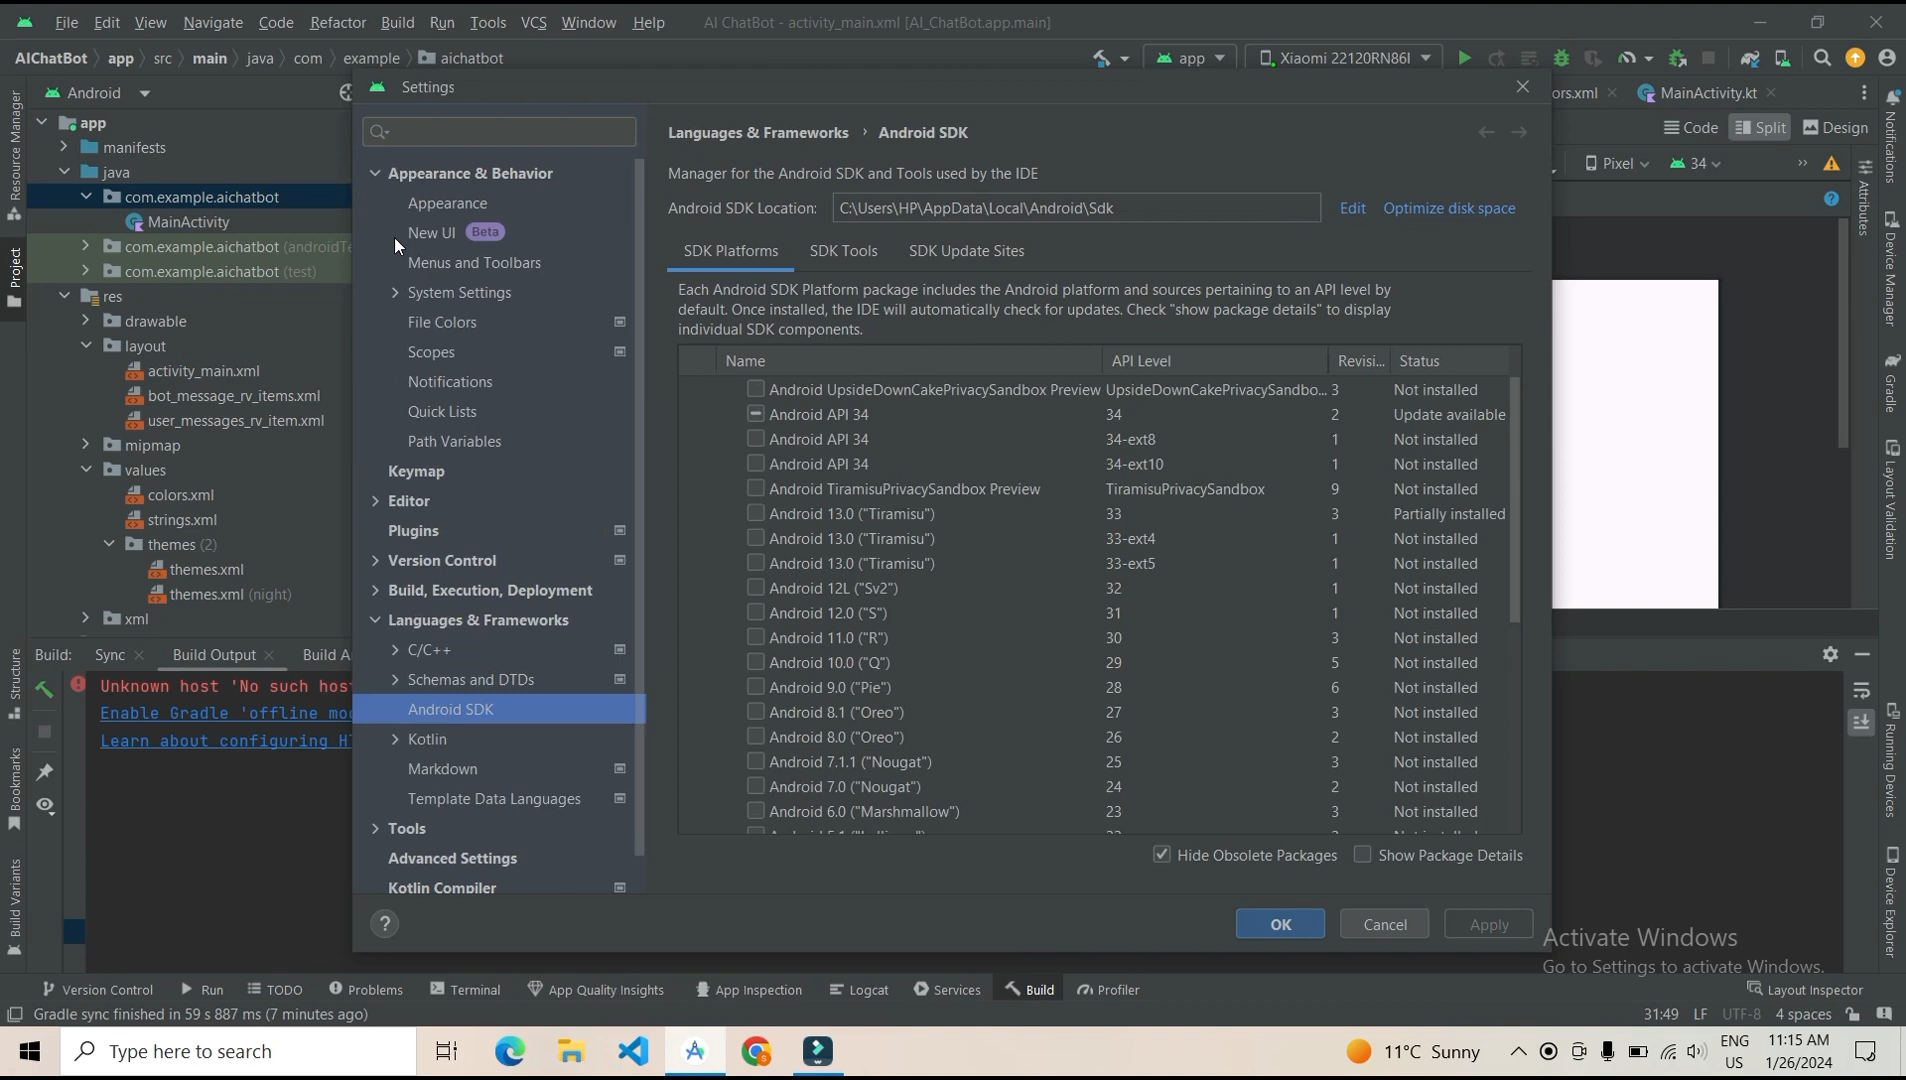 File Edit View Navigate Code Refactor Build Run Tools VCS Window Help AI ChatBot - activity_main.xml [AI_ChatBot.app.main]
AIChatBot app src main java com example aichatbot app Xiaomi 22120RN86I
Android
Settings
ors.xml MainActivity.kt
Code Split Design
Pixel 34
app
manifests
java
com.example.aichatbot
MainActivity
com.example.aichatbot (androidTe
com.example.aichatbot (test)
res
drawable
layout
activity_main.xml
bot_message_rv_items.xml
user_messages_rv_item.xml
mipmap
values
colors.xml
strings.xml
themes (2)
themes.xml
themes.xml (night)
xml
Resource Manager
Project
Structure
Bookmarks
Build Variants
Appearance & Behavior
Appearance
New UI Beta
Menus and Toolbars
System Settings
File Colors
Scopes
Notifications
Quick Lists
Path Variables
Keymap
Editor
Plugins
Version Control
Build, Execution, Deployment
Languages & Frameworks
C/C++
Schemas and DTDs
Android SDK
Kotlin
Markdown
Template Data Languages
Tools
Advanced Settings
Kotlin Compiler
Languages & Frameworks › Android SDK
Manager for the Android SDK and Tools used by the IDE
Android SDK Location: C:\Users\HP\AppData\Local\Android\Sdk Edit Optimize disk space
SDK Platforms SDK Tools SDK Update Sites
Each Android SDK Platform package includes the Android platform and sources pertaining to an API level by
default. Once installed, the IDE will automatically check for updates. Check "show package details" to display
individual SDK components.
Name API Level Revisi... Status
Android UpsideDownCakePrivacySandbox Preview UpsideDownCakePrivacySandbo... 3 Not installed
Android API 34 34 2 Update available
Android API 34 34-ext8 1 Not installed
Android API 34 34-ext10 1 Not installed
Android TiramisuPrivacySandbox Preview TiramisuPrivacySandbox 9 Not installed
Android 13.0 ("Tiramisu") 33 3 Partially installed
Android 13.0 ("Tiramisu") 33-ext4 1 Not installed
Android 13.0 ("Tiramisu") 33-ext5 1 Not installed
Android 12L ("Sv2") 32 1 Not installed
Android 12.0 ("S") 31 1 Not installed
Android 11.0 ("R") 30 3 Not installed
Android 10.0 ("Q") 29 5 Not installed
Android 9.0 ("Pie") 28 6 Not installed
Android 8.1 ("Oreo") 27 3 Not installed
Android 8.0 ("Oreo") 26 2 Not installed
Android 7.1.1 ("Nougat") 25 3 Not installed
Android 7.0 ("Nougat") 24 2 Not installed
Android 6.0 ("Marshmallow") 23 3 Not installed
Hide Obsolete Packages Show Package Details
? OK Cancel Apply
Notifications
Attributes
Device Manager
Gradle
Layout Validation
Running Devices
Device Explorer
Build: Sync Build Output Build A
Unknown host 'No such hos
Enable Gradle 'offline mo
Learn about configuring H
Activate Windows
Go to Settings to activate Windows.
Version Control Run TODO Problems Terminal App Quality Insights App Inspection Logcat Services Build Profiler Layout Inspector
Gradle sync finished in 59 s 887 ms (7 minutes ago) 31:49 LF UTF-8 4 spaces
Type here to search 11°C Sunny ENG 11:15 AM
US 1/26/2024